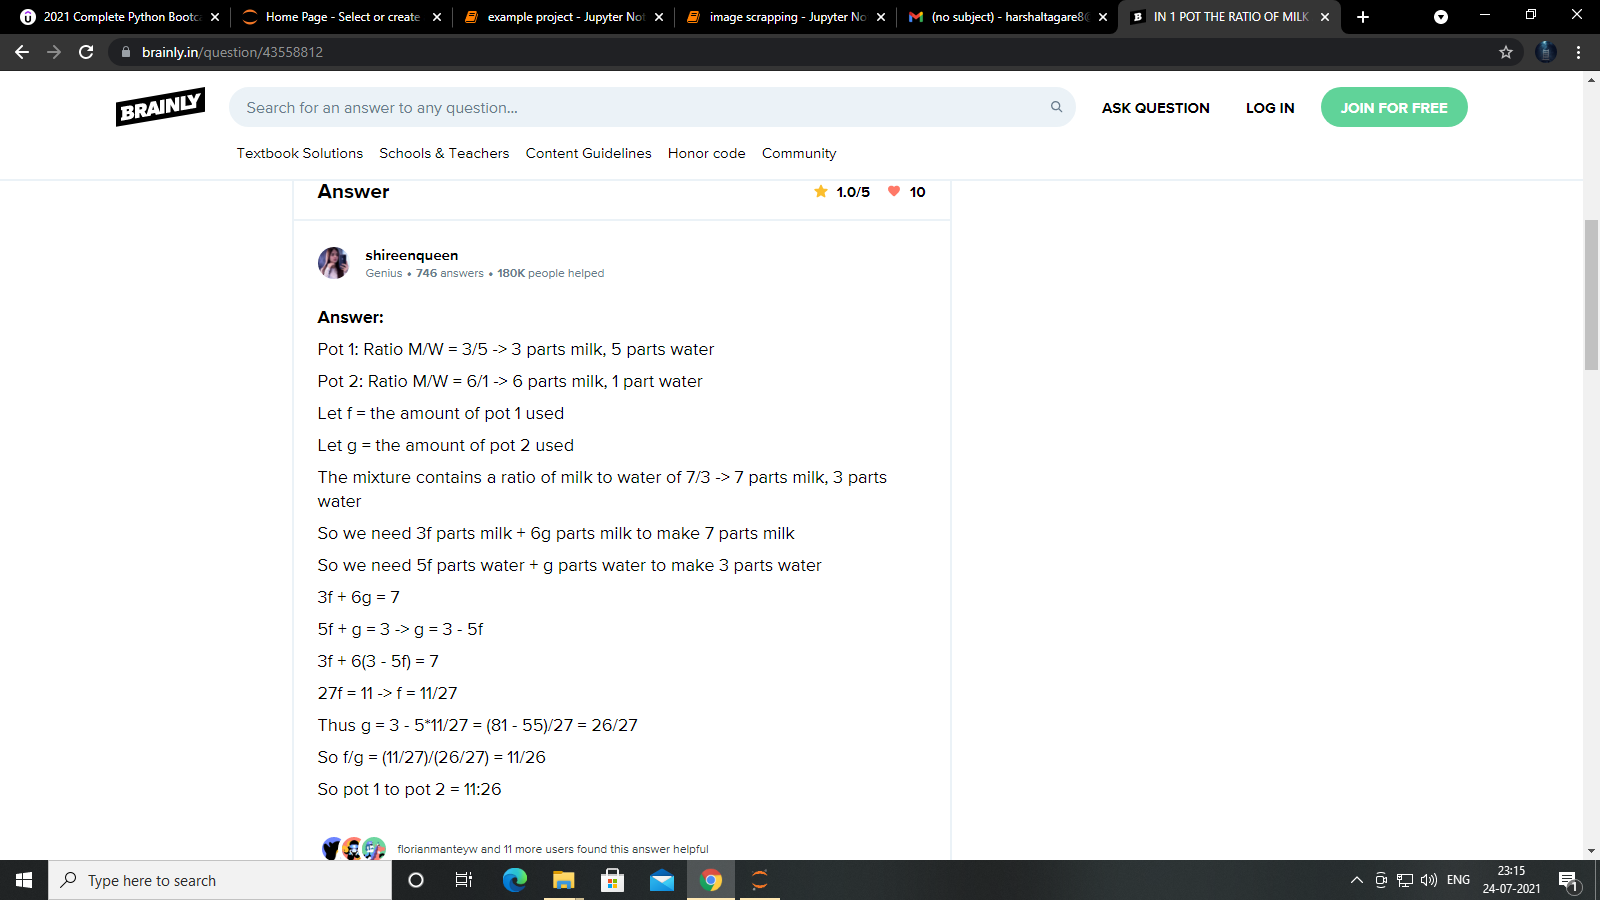 2021 Complete Python Bootca
Home Page - Select or create
example project - Jupyter Not
image scrapping - Jupyter No
(no subject) - harshaltagare8@
IN 1 POT THE RATIO OF MILK
brainly.in/question/43558812
BRAINLY
Search for an answer to any question...
ASK QUESTION
LOG IN
JOIN FOR FREE
Textbook Solutions
Schools & Teachers
Content Guidelines
Honor code
Community
Answer
1.0/5
10
shireenqueen
Genius • 746 answers • 180K people helped
Answer:
Pot 1: Ratio M/W = 3/5 -> 3 parts milk, 5 parts water
Pot 2: Ratio M/W = 6/1 -> 6 parts milk, 1 part water
Let f = the amount of pot 1 used
Let g = the amount of pot 2 used
The mixture contains a ratio of milk to water of 7/3 -> 7 parts milk, 3 parts
water
So we need 3f parts milk + 6g parts milk to make 7 parts milk
So we need 5f parts water + g parts water to make 3 parts water
3f + 6g = 7
5f + g = 3 -> g = 3 - 5f
3f + 6(3 - 5f) = 7
27f = 11 -> f = 11/27
Thus g = 3 - 5*11/27 = (81 - 55)/27 = 26/27
So f/g = (11/27)/(26/27) = 11/26
So pot 1 to pot 2 = 11:26
florianmanteyw and 11 more users found this answer helpful
Type here to search
ENG
23:15
24-07-2021
1